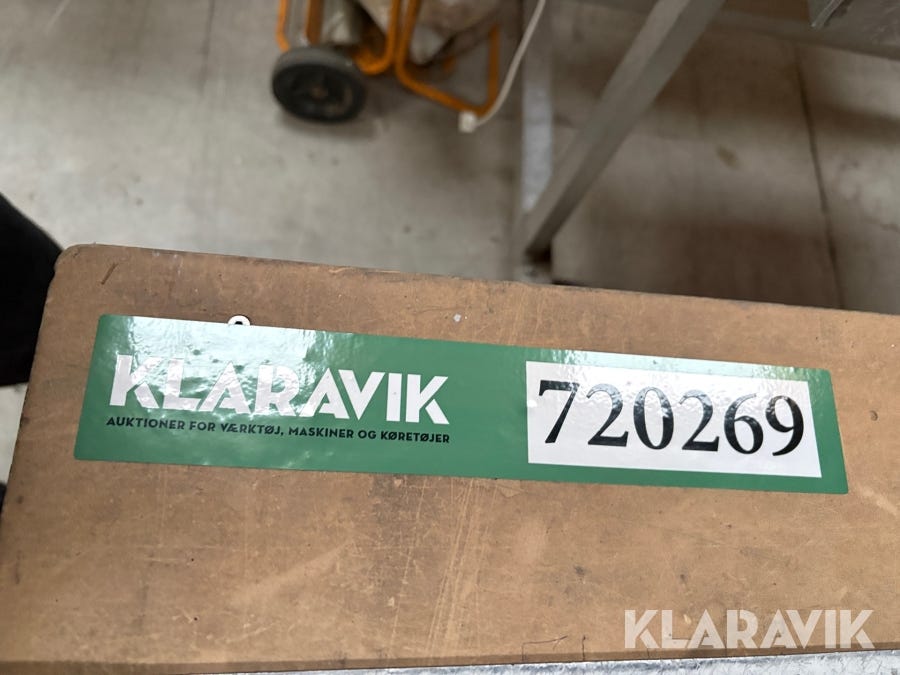 KLARAVIK
AUKTIONER FOR VÆRKTØJ, MASKINER OG KØRETØJER
720269
KLARAVIK